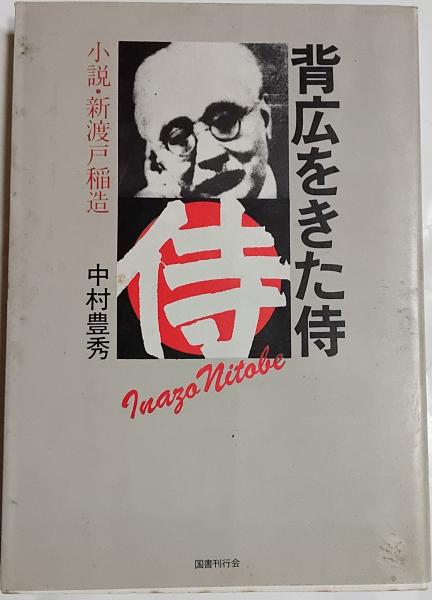 背広をきた侍
小説・新渡戸稲造
中村豊秀
侍
Inazo Nitobe
国書刊行会